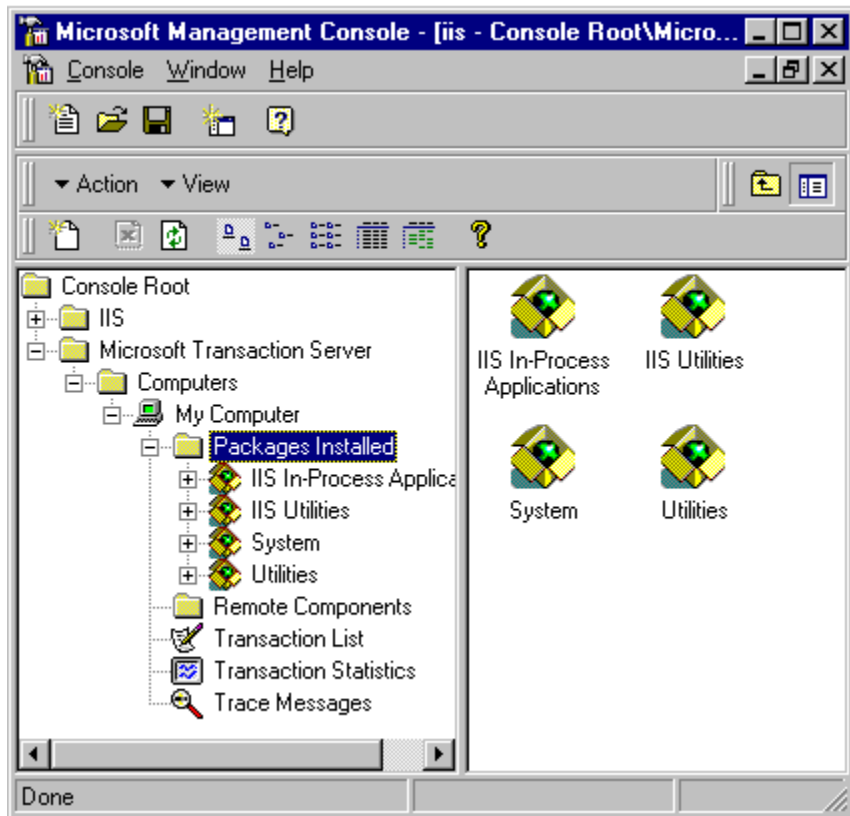 Microsoft Management Console - [iis - Console Root\Micro...
Console Window Help
Action View
Console Root
IIS
Microsoft Transaction Server
Computers
My Computer
Packages Installed
IIS In-Process Applica
IIS Utilities
System
Utilities
Remote Components
Transaction List
Transaction Statistics
Trace Messages
IIS In-Process
Applications
IIS Utilities
System
Utilities
Done